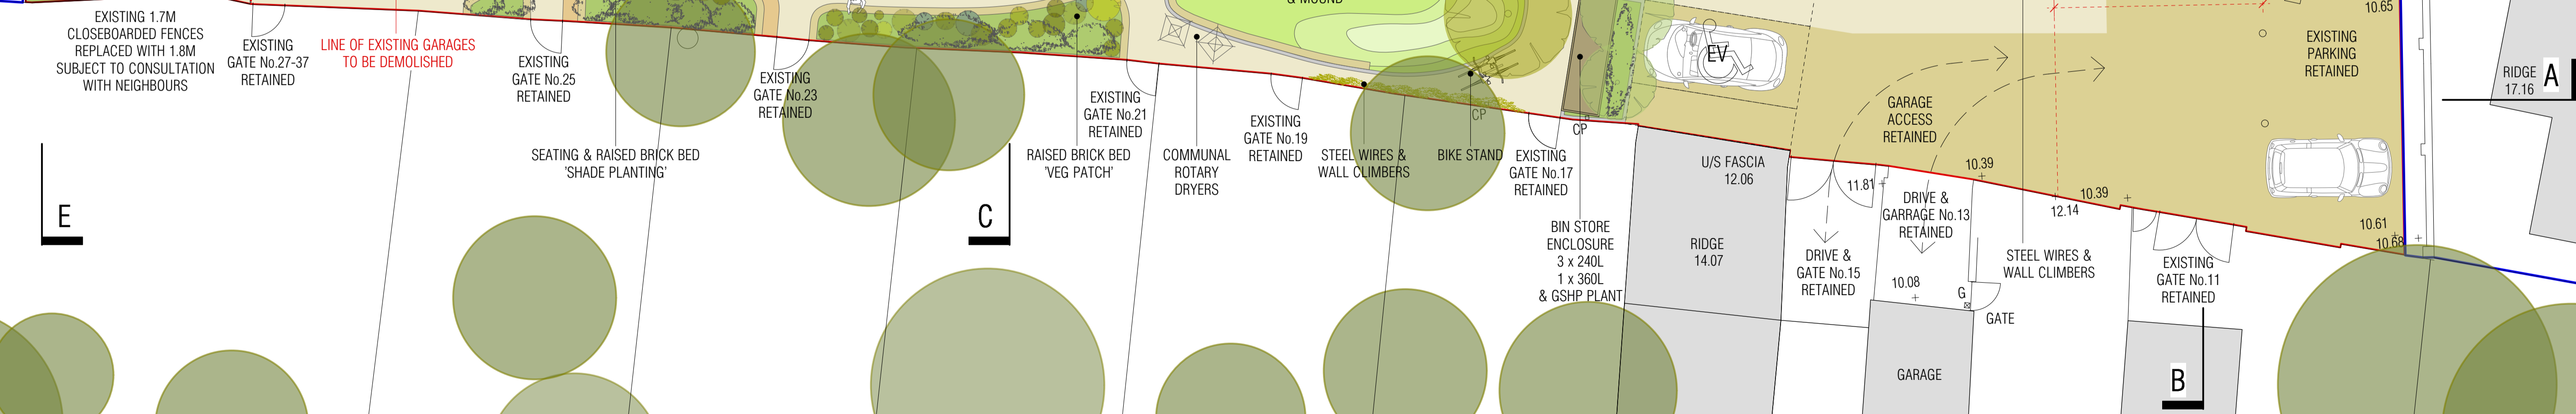 EXISTING 1.7M
CLOSEBOARDED FENCES
REPLACED WITH 1.8M
SUBJECT TO CONSULTATION
WITH NEIGHBOURS
EXISTING
GATE No.27-37
RETAINED
LINE OF EXISTING GARAGES
TO BE DEMOLISHED
EXISTING
GATE No.25
RETAINED
SEATING & RAISED BRICK BED
'SHADE PLANTING'
EXISTING
GATE No.23
RETAINED
EXISTING
GATE No.21
RETAINED
RAISED BRICK BED
'VEG PATCH'
COMMUNAL
ROTARY
DRYERS
EXISTING
GATE No.19
RETAINED
& MOUND
STEEL WIRES &
WALL CLIMBERS
BIKE STAND
CP
EXISTING
GATE No.17
RETAINED
CP
BIN STORE
ENCLOSURE
3 x 240L
1 x 360L
& GSHP PLANT
EV
U/S FASCIA
12.06
RIDGE
14.07
GARAGE
ACCESS
RETAINED
11.81
DRIVE &
GATE No.15
RETAINED
DRIVE &
GARRAGE No.13
RETAINED
10.39
10.08
G
GATE
GARAGE
STEEL WIRES &
WALL CLIMBERS
12.14
10.39
EXISTING
GATE No.11
RETAINED
EXISTING
PARKING
RETAINED
10.65
10.61
10.68
RIDGE
17.16
A
E
C
B